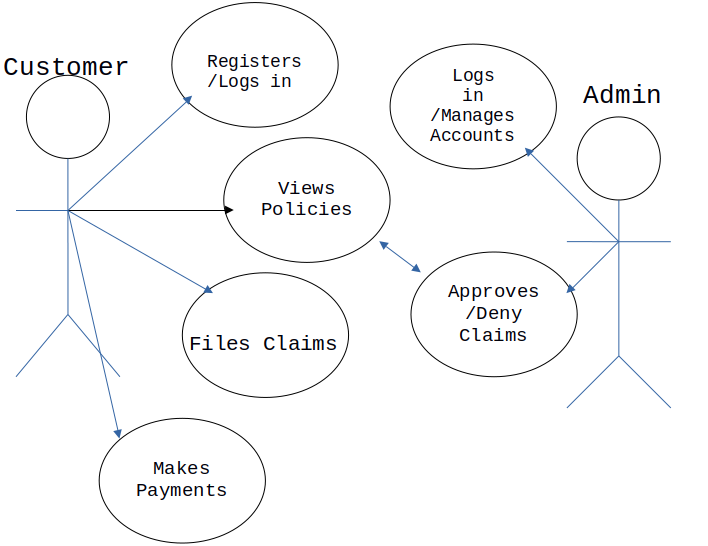 Customer
Registers
/Logs in
Logs
in
/Manages
Accounts
Admin
Views
Policies
Approves
/Deny
Claims
Files Claims
Makes
Payments